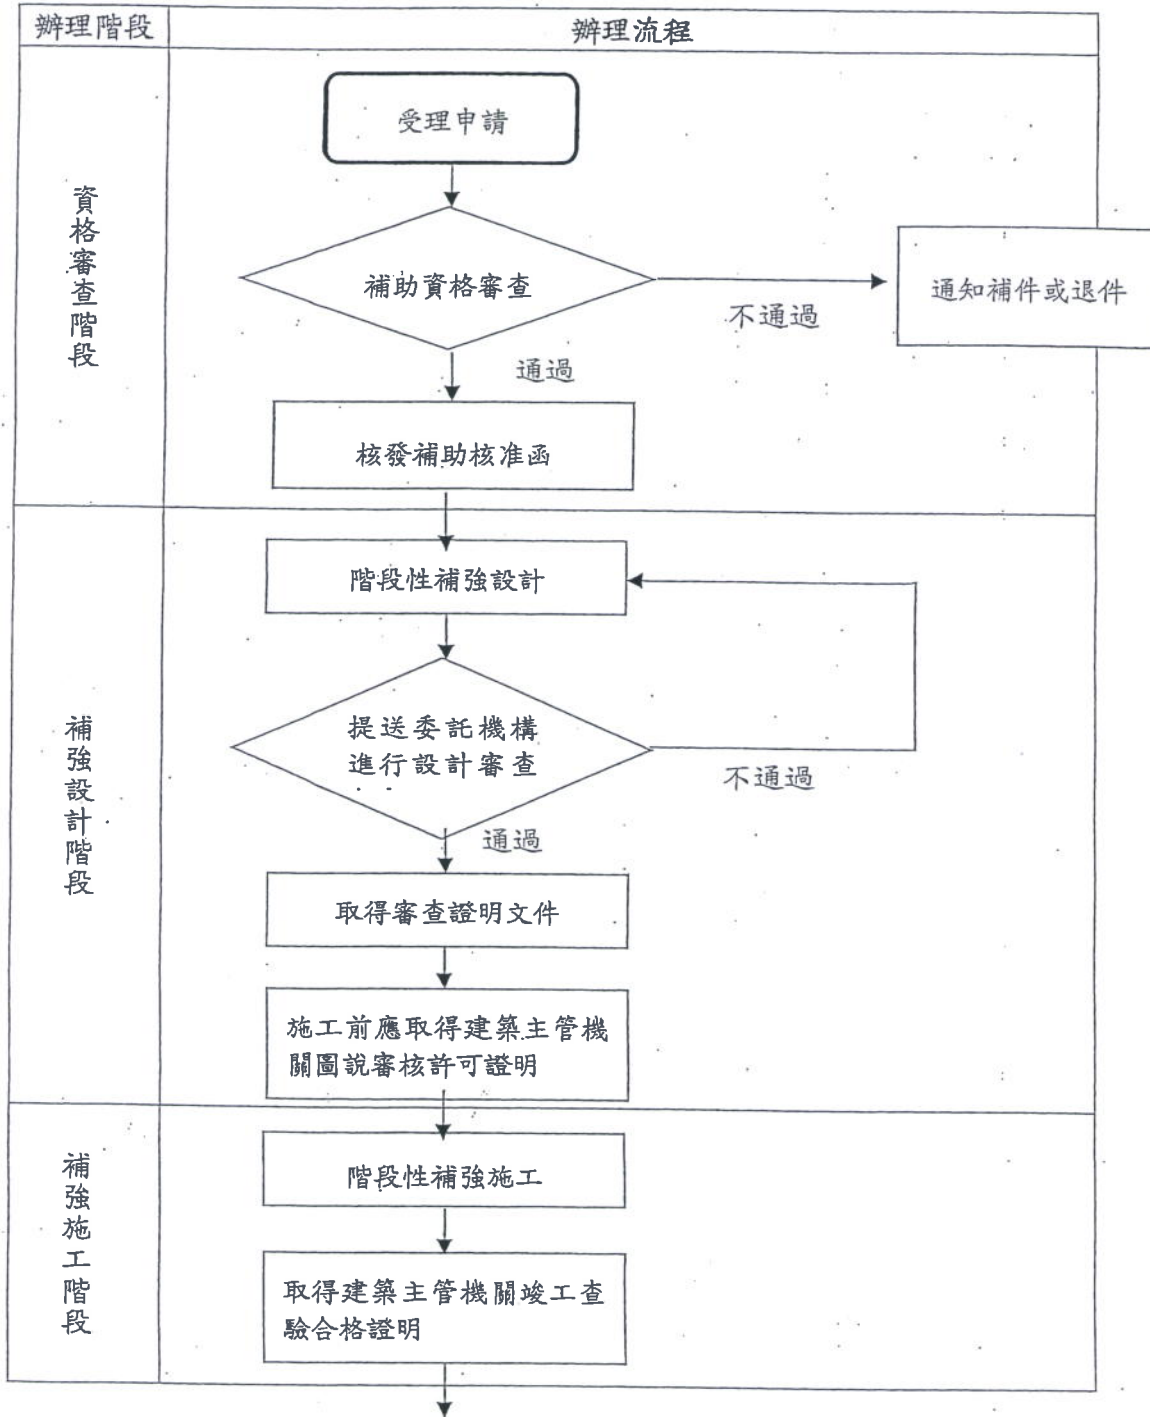 辦理階段
辦理流程
資格審查階段
受理申請
補助資格審查
不通過
通知補件或退件
通過
核發補助核准函
補強設計階段
階段性補強設計
提送委託機構
進行設計審查
不通過
通過
取得審查證明文件
施工前應取得建築主管機
關圖說審核許可證明
補強施工階段
階段性補強施工
取得建築主管機關竣工查
驗合格證明